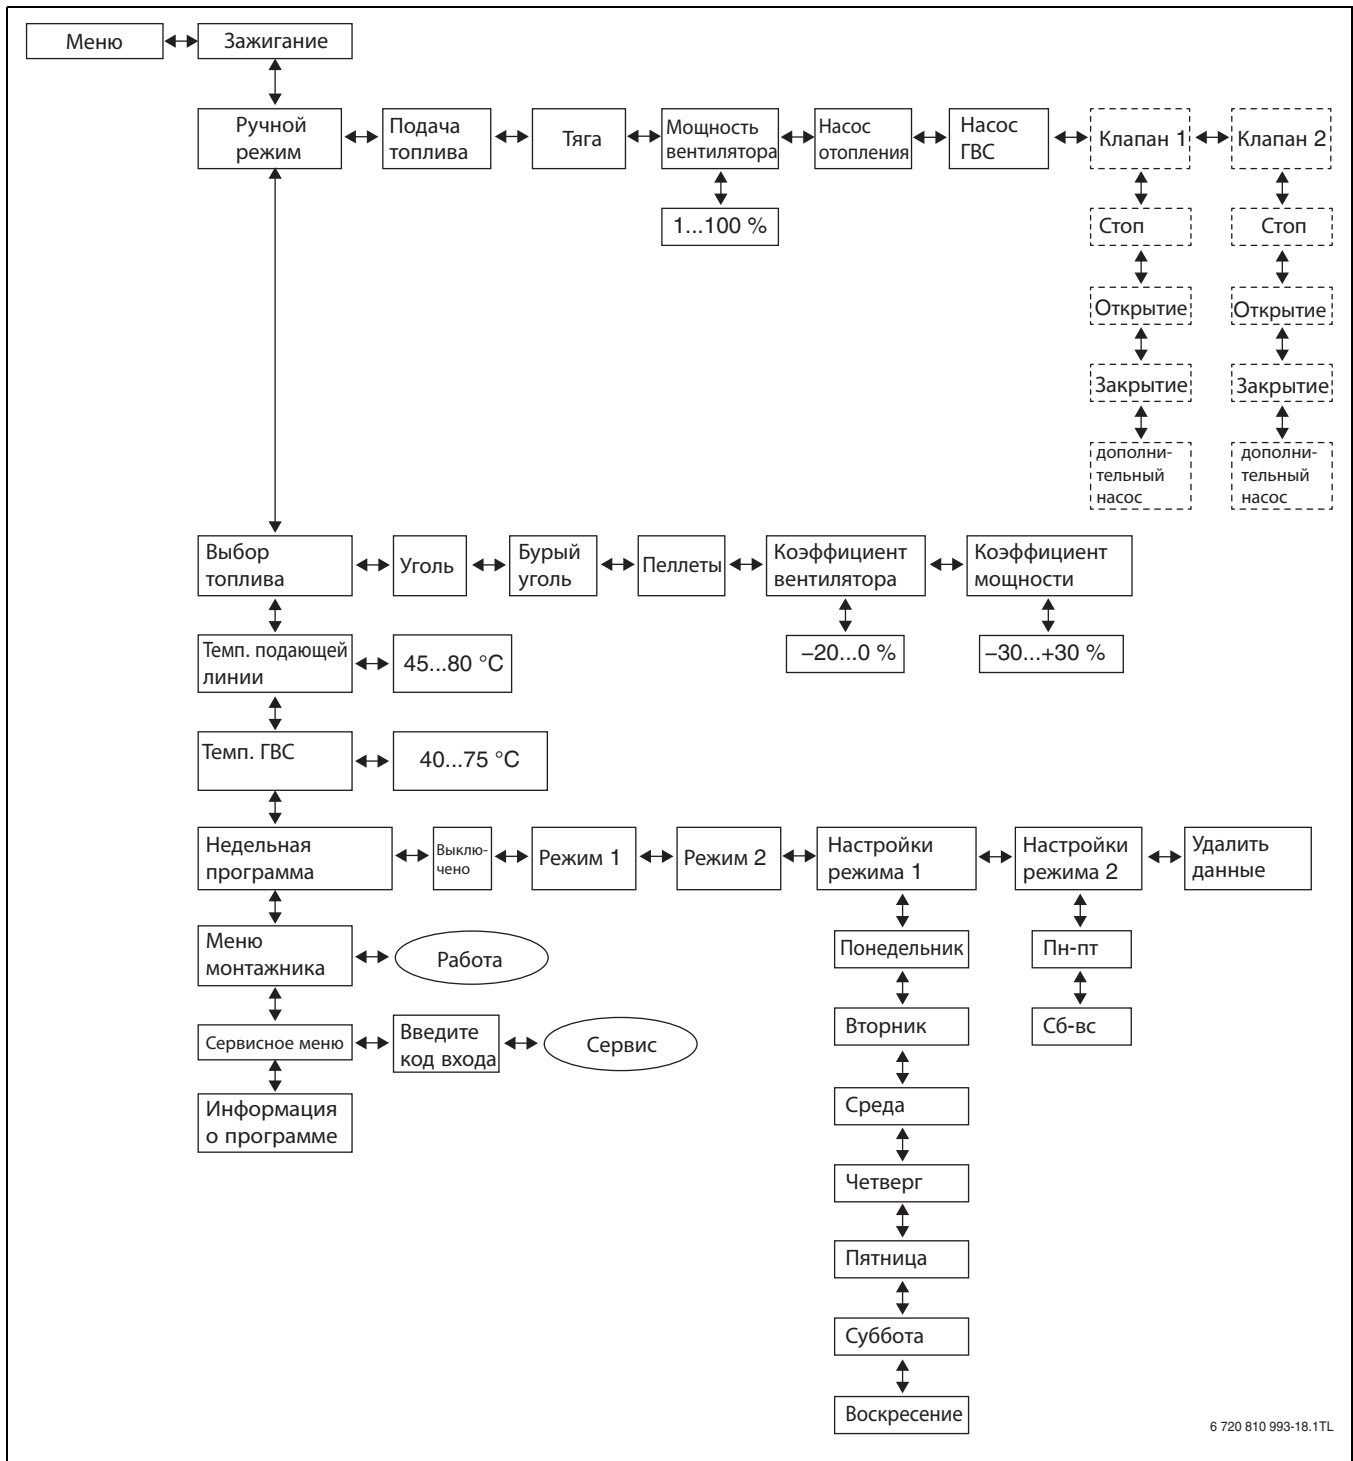 Меню
Зажигание
Ручной
режим
Подача
топлива
Тяга
Мощность
вентилятора
Насос
отопления
Насос
ГВС
Клапан 1
Клапан 2
1...100 %
Стоп
Стоп
Открытие
Открытие
Закрытие
Закрытие
дополни-
тельный
насос
дополни-
тельный
насос
Выбор
топлива
Уголь
Бурый
уголь
Пеллеты
Коэффициент
вентилятора
Коэффициент
мощности
–20...0 %
–30...+30 %
Темп. подающей
линии
45...80 °C
Темп. ГВС
40...75 °C
Недельная
программа
Выклю-
чено
Режим 1
Режим 2
Настройки
режима 1
Настройки
режима 2
Удалить
данные
Меню
монтажника
Работа
Понедельник
Пн-пт
Сервисное меню
Введите
код входа
Сервис
Вторник
Сб-вс
Информация
о программе
Среда
Четверг
Пятница
Суббота
Воскресение
6 720 810 993-18.1TL